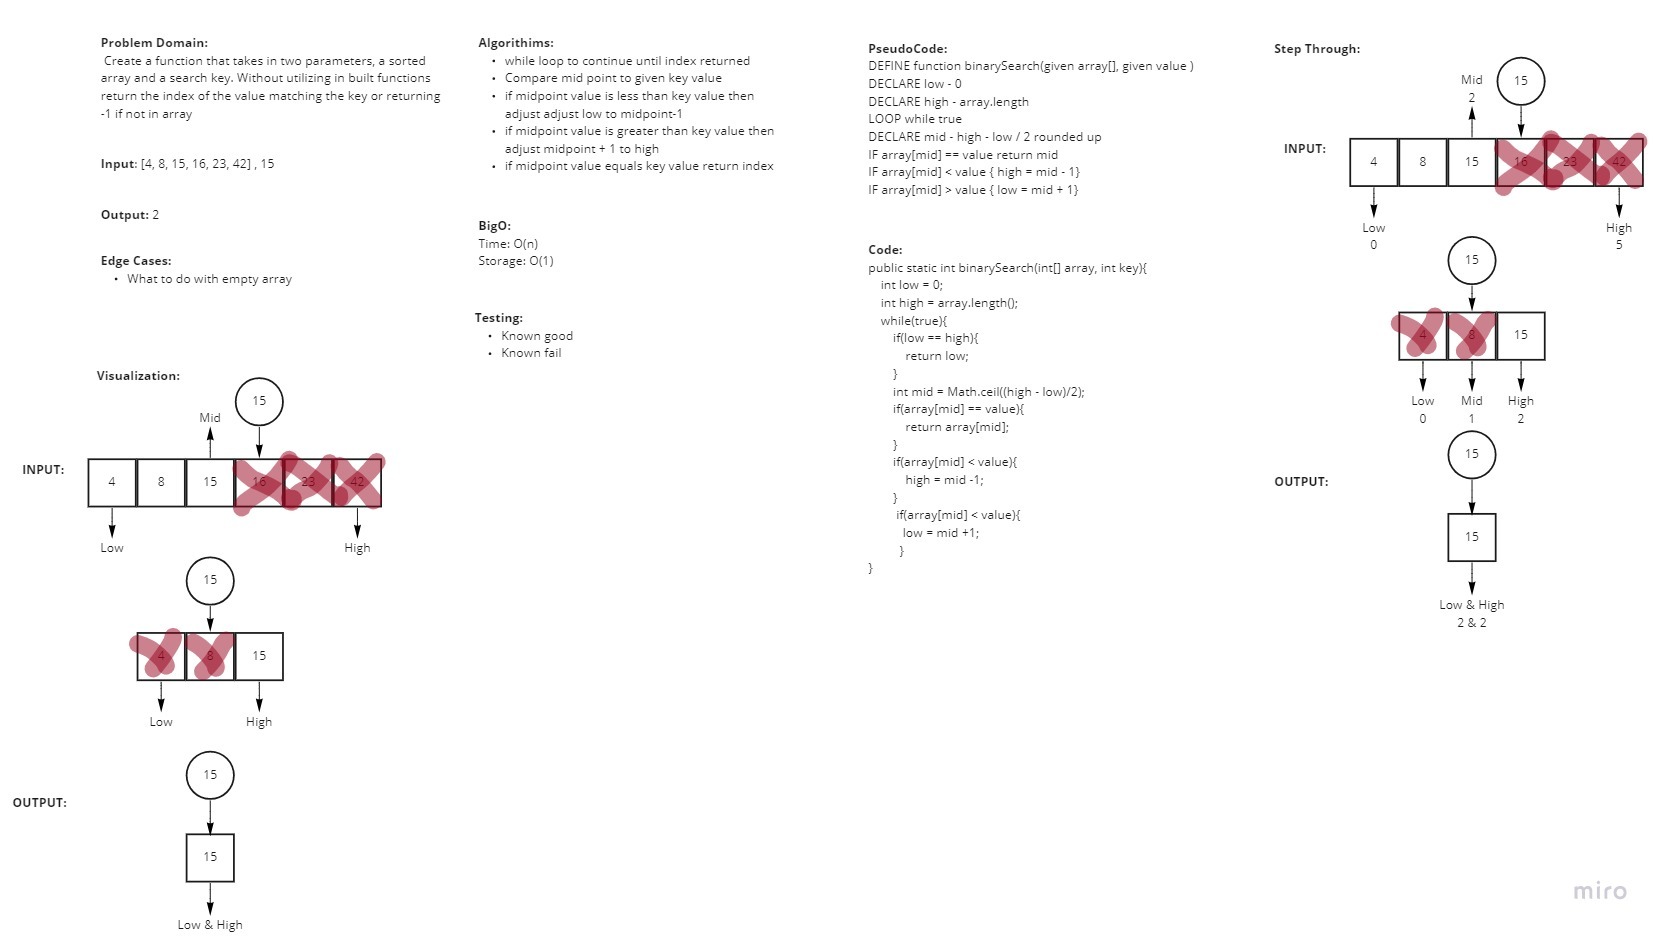 Problem Domain:
Create a function that takes in two parameters, a sorted
array and a search key. Without utilizing in built functions
return the index of the value matching the key or returning
-1 if not in array
Input: [4, 8, 15, 16, 23, 42] , 15
Output: 2
Edge Cases:
• What to do with empty array
Visualization:
15
Mid
INPUT:
4 8 15 16 23 42
Low High
15
4 8 15
Low High
15
OUTPUT:
15
Low & High
Algorithims:
• while loop to continue until index returned
• Compare mid point to given key value
• if midpoint value is less than key value then
adjust adjust low to midpoint-1
• if midpoint value is greater than key value then
adjust midpoint + 1 to high
• if midpoint value equals key value return index
BigO:
Time: O(n)
Storage: O(1)
Testing:
• Known good
• Known fail
PseudoCode:
DEFINE function binarySearch(given array[], given value )
DECLARE low - 0
DECLARE high - array.length
LOOP while true
DECLARE mid - high - low / 2 rounded up
IF array[mid] == value return mid
IF array[mid] < value { high = mid - 1}
IF array[mid] > value { low = mid + 1}
Code:
public static int binarySearch(int[] array, int key){
int low = 0;
int high = array.length();
while(true){
if(low == high){
return low;
}
int mid = Math.ceil((high - low)/2);
if(array[mid] == value){
return array[mid];
}
if(array[mid] < value){
high = mid -1;
}
if(array[mid] < value){
low = mid +1;
}
}
Step Through:
15
Mid
2
INPUT:
4 8 15 16 23 42
Low High
0 5
15
4 8 15
Low Mid High
0 1 2
15
OUTPUT:
15
Low & High
2 & 2
miro